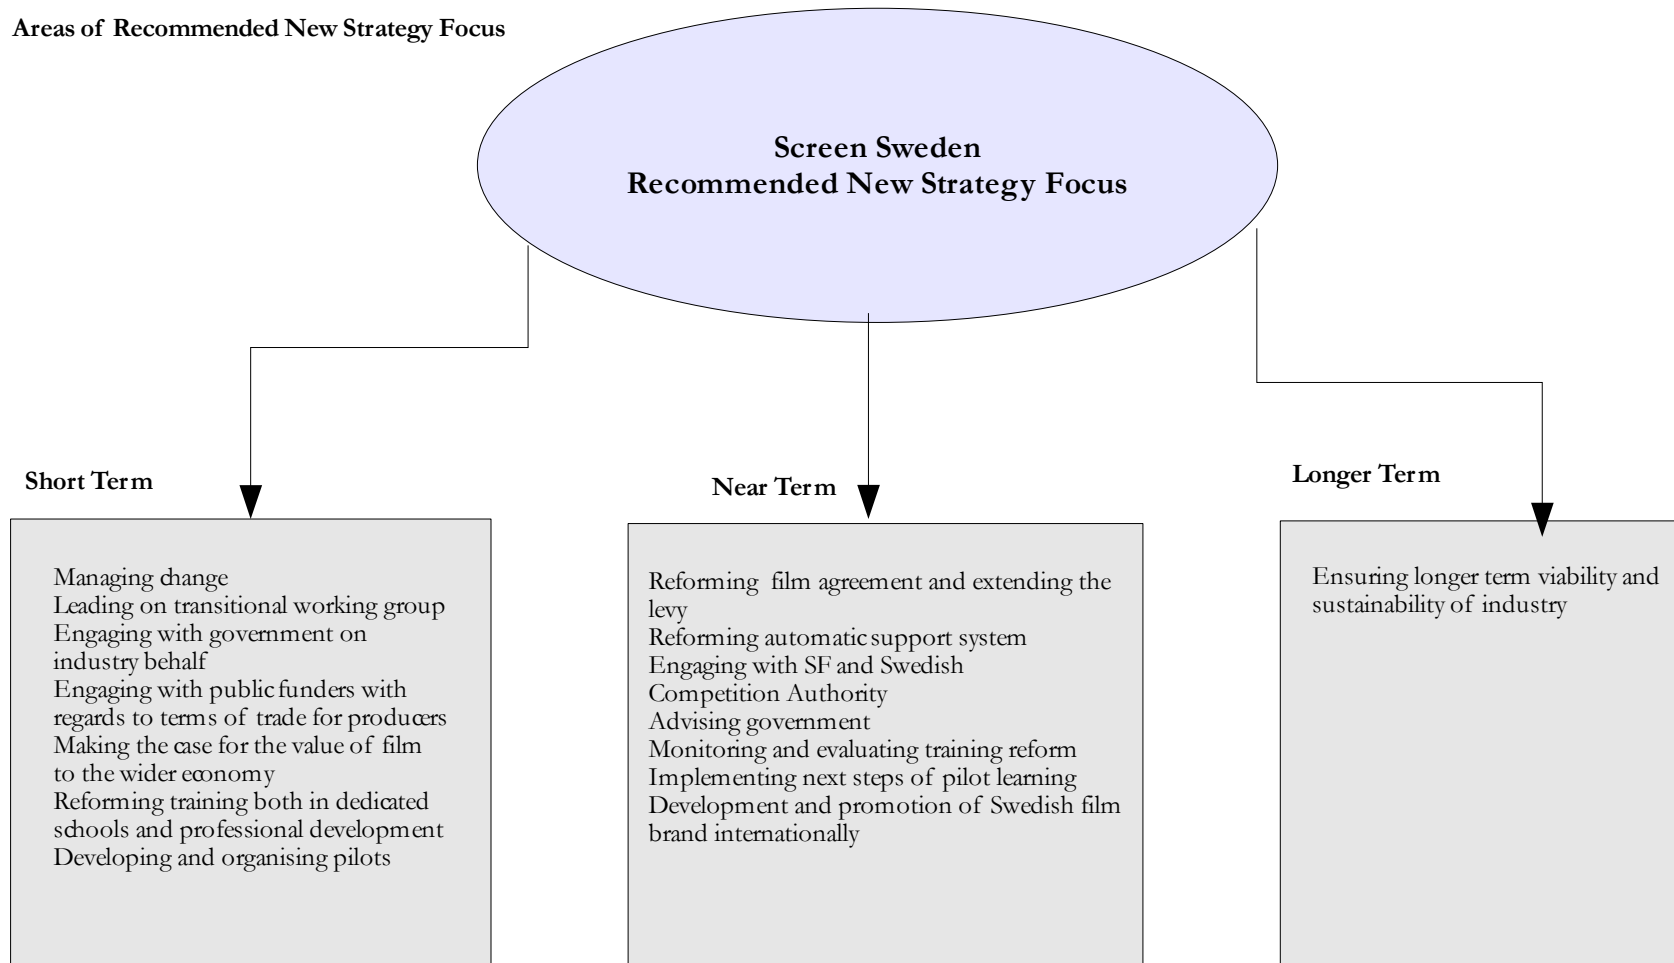 Areas of Recommended New Strategy Focus
Screen Sweden
Recommended New Strategy Focus
Short Term
Managing change
Leading on transitional working group
Engaging with government on
industry behalf
Engaging with public funders with
regards to terms of trade for producers
Making the case for the value of film
to the wider economy
Reforming training both in dedicated
schools and professional development
Developing and organising pilots
Near Term
Reforming film agreement and extending the
levy
Reforming automatic support system
Engaging with SF and Swedish
Competition Authority
Advising government
Monitoring and evaluating training reform
Implementing next steps of pilot learning
Development and promotion of Swedish film
brand internationally
Longer Term
Ensuring longer term viability and
sustainability of industry